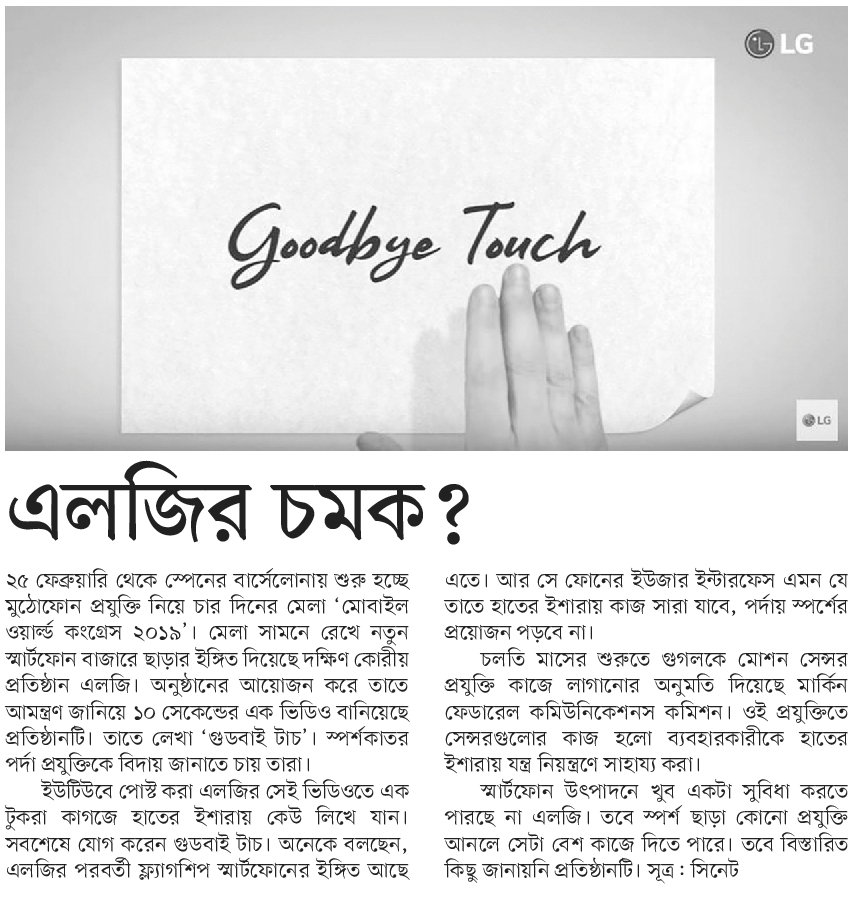 LG
Goodbye Touch
LG
এলজির চমক?
২৫ ফেব্রুয়ারি থেকে স্পেনের বার্সেলোনায় শুরু হচ্ছে
মুঠোফোন প্রযুক্তি নিয়ে চার দিনের মেলা ‘মোবাইল
ওয়ার্ল্ড কংগ্রেস ২০১৯’। মেলা সামনে রেখে নতুন
স্মার্টফোন বাজারে ছাড়ার ইঙ্গিত দিয়েছে দক্ষিণ কোরীয়
প্রতিষ্ঠান এলজি। অনুষ্ঠানের আয়োজন করে তাতে
আমন্ত্রণ জানিয়ে ১০ সেকেন্ডের এক ভিডিও বানিয়েছে
প্রতিষ্ঠানটি। তাতে লেখা ‘গুডবাই টাচ’। স্পর্শকাতর
পর্দা প্রযুক্তিকে বিদায় জানাতে চায় তারা।
ইউটিউবে পোস্ট করা এলজির সেই ভিডিওতে এক
টুকরা কাগজে হাতের ইশারায় কেউ লিখে যান।
সবশেষে যোগ করেন গুডবাই টাচ। অনেকে বলছেন,
এলজির পরবর্তী ফ্ল্যাগশিপ স্মার্টফোনের ইঙ্গিত আছে
এতে। আর সে ফোনের ইউজার ইন্টারফেস এমন যে
তাতে হাতের ইশারায় কাজ সারা যাবে, পর্দায় স্পর্শের
প্রয়োজন পড়বে না।
চলতি মাসের শুরুতে গুগলকে মোশন সেন্সর
প্রযুক্তি কাজে লাগানোর অনুমতি দিয়েছে মার্কিন
ফেডারেল কমিউনিকেশনস কমিশন। ওই প্রযুক্তিতে
সেন্সরগুলোর কাজ হলো ব্যবহারকারীকে হাতের
ইশারায় যন্ত্র নিয়ন্ত্রণে সাহায্য করা।
স্মার্টফোন উৎপাদনে খুব একটা সুবিধা করতে
পারছে না এলজি। তবে স্পর্শ ছাড়া কোনো প্রযুক্তি
আনলে সেটা বেশ কাজে দিতে পারে। তবে বিস্তারিত
কিছু জানায়নি প্রতিষ্ঠানটি। সূত্র : সিনেট